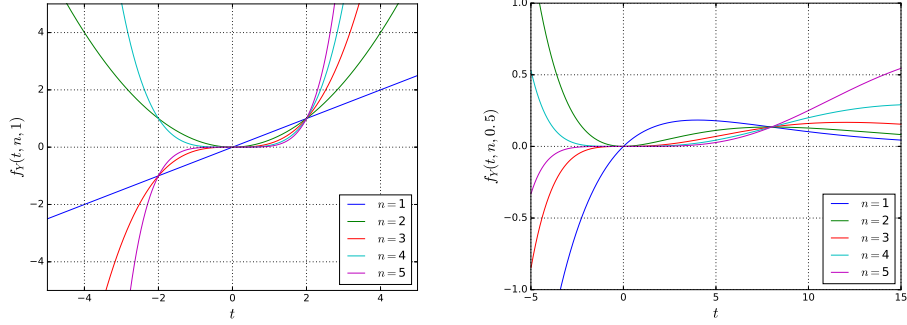 4
2
0
−2
−4
f_Y(t, n, 1)
−4
−2
0
2
4
t
n = 1
n = 2
n = 3
n = 4
n = 5
1.0
0.5
0.0
−0.5
−1.0
f_Y(t, n, 0.5)
−5
0
5
10
15
t
n = 1
n = 2
n = 3
n = 4
n = 5